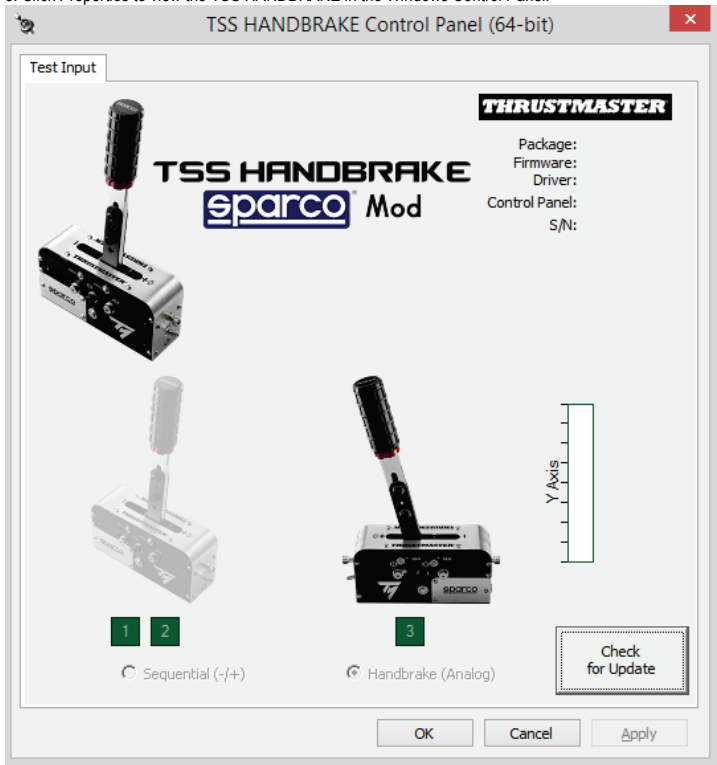 TSS HANDBRAKE Control Panel (64-bit)
Test Input
THRUSTMASTER
TSS HANDBRAKE
sparco Mod
Package:
Firmware:
Driver:
Control Panel:
S/N:
Y Axis
1 2
3
Sequential (-/+)
Handbrake (Analog)
Check
for Update
OK Cancel Apply